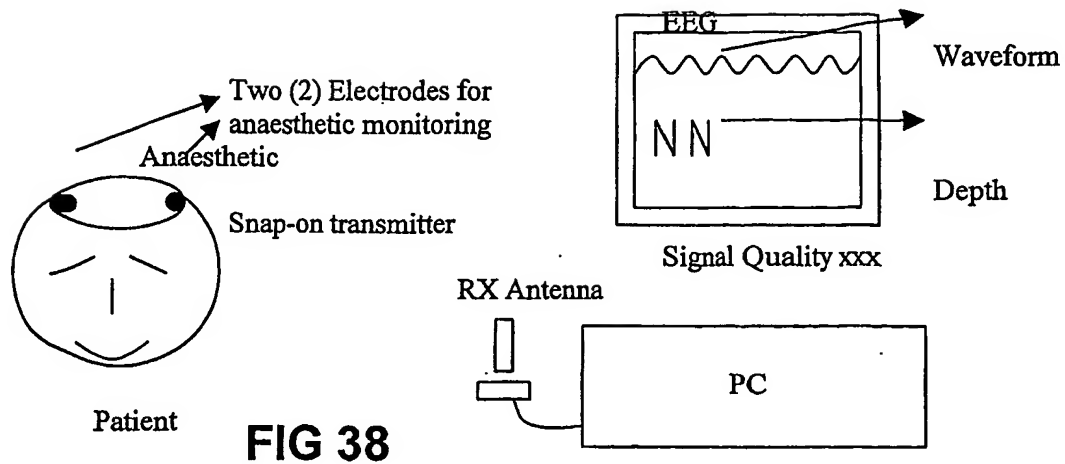 EEG
Waveform
Two (2) Electrodes for
anaesthetic monitoring
Anaesthetic
NN
Depth
Snap-on transmitter
Signal Quality xxx
RX Antenna
PC
Patient
FIG 38